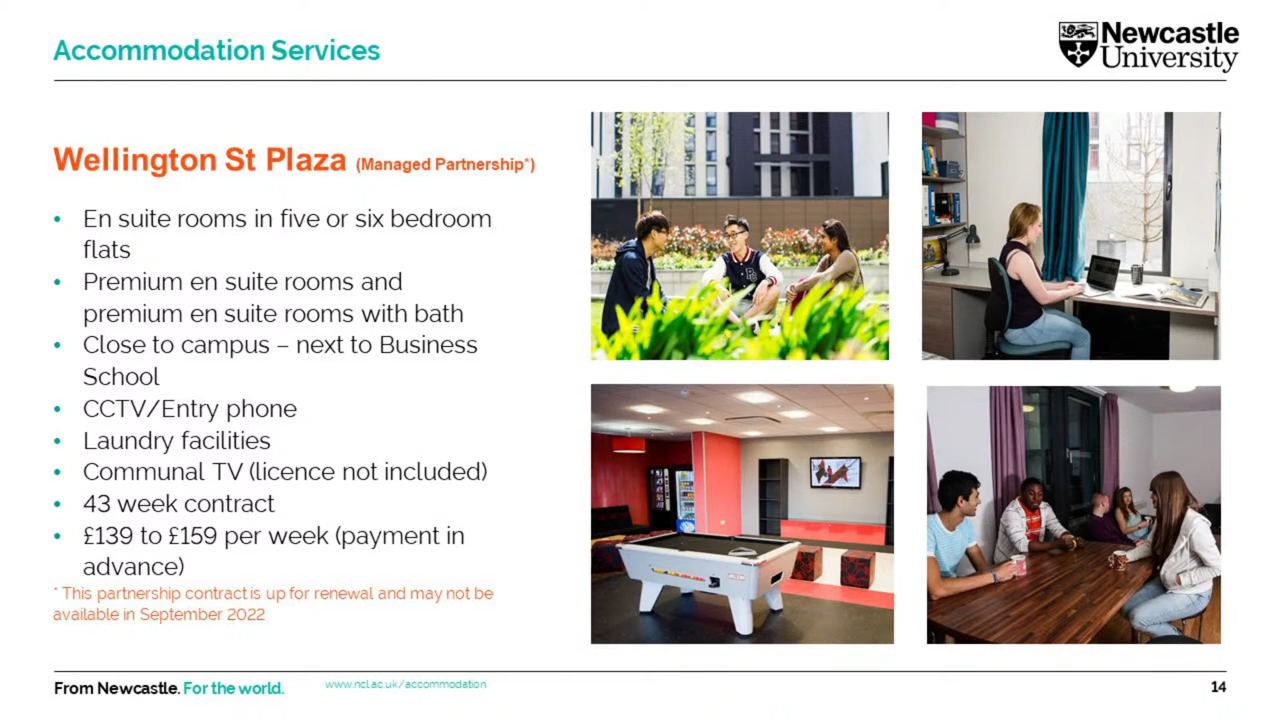 Accommodation Services
Newcastle
University
Wellington St Plaza (Managed Partnership*)
• En suite rooms in five or six bedroom
flats
• Premium en suite rooms and
premium en suite rooms with bath
• Close to campus – next to Business
School
• CCTV/Entry phone
• Laundry facilities
• Communal TV (licence not included)
• 43 week contract
• £139 to £159 per week (payment in
advance)
* This partnership contract is up for renewal and may not be
available in September 2022
From Newcastle. For the world.
www.ncl.ac.uk/accommodation
14